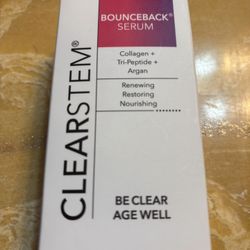 BOUNCEBACK®
SERUM
Collagen +
Tri-Peptide +
Argan
Renewing
Restoring
Nourishing
CLEARSTEM®
BE CLEAR
AGE WELL